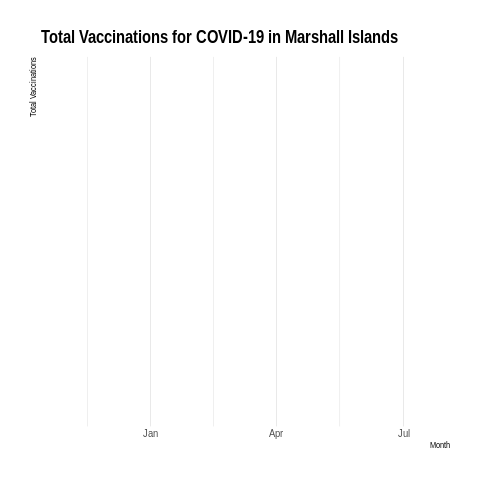 Total Vaccinations for COVID-19 in Marshall Islands
Total Vaccinations
Jan Apr Jul
Month